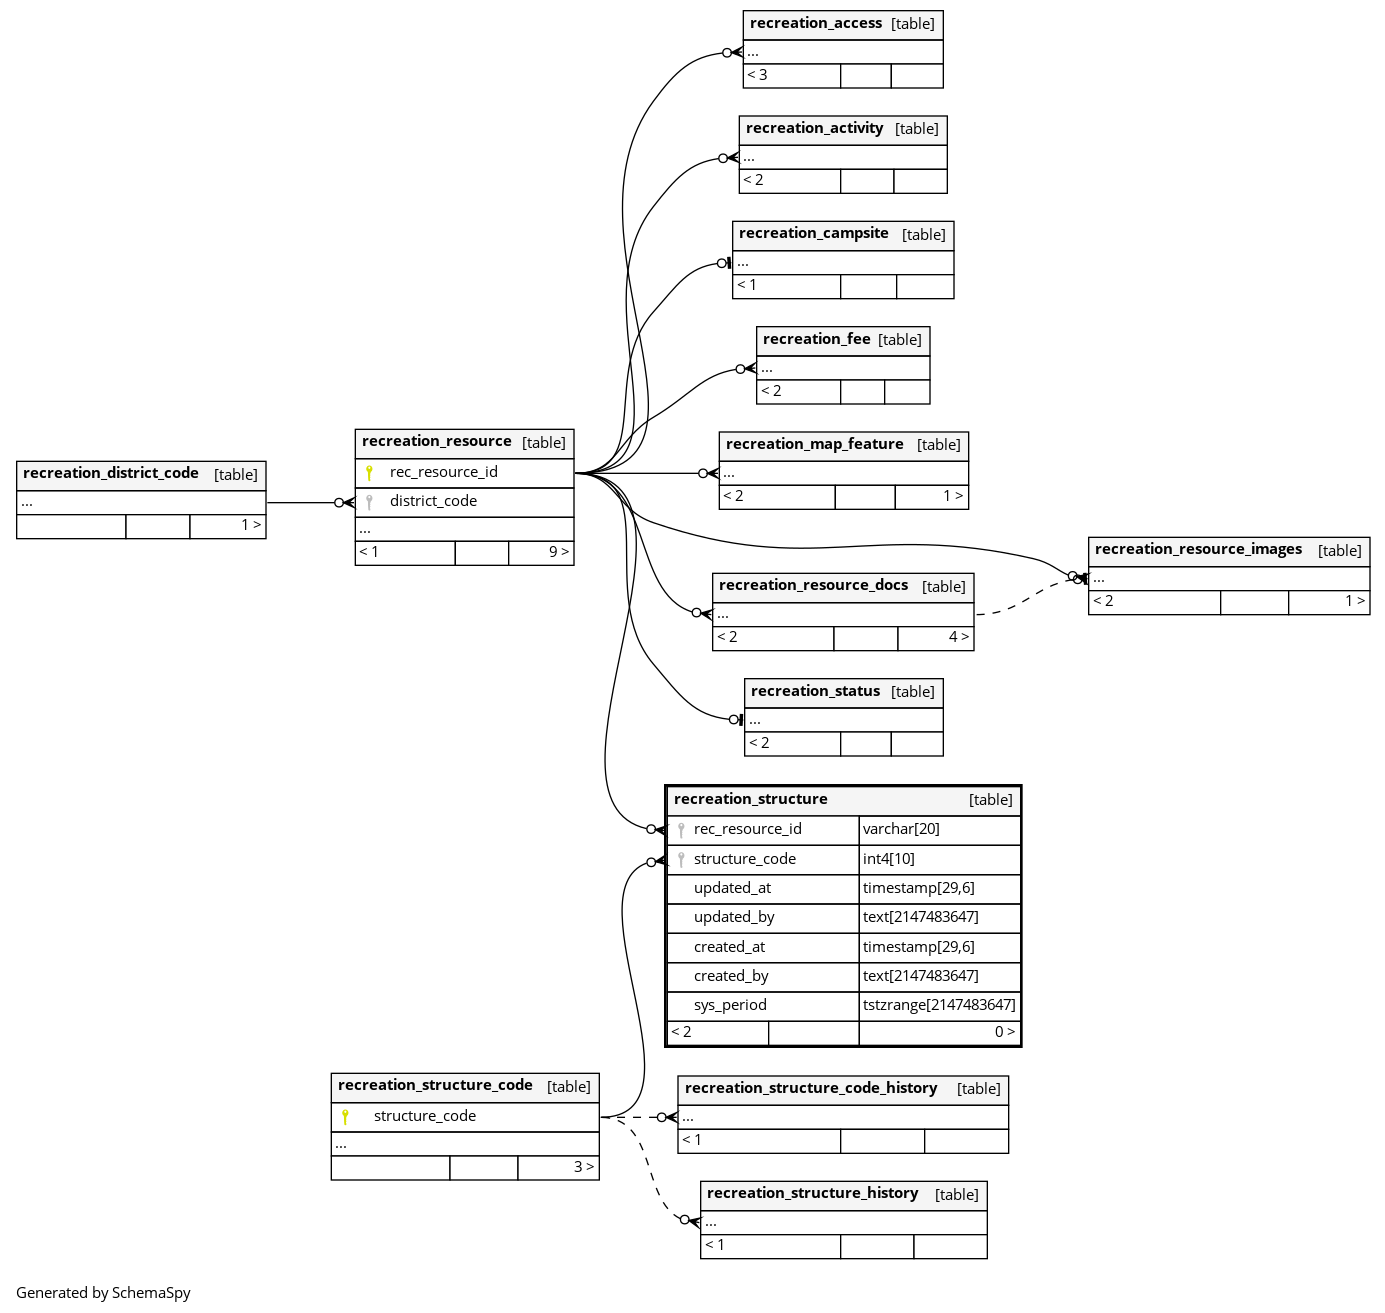 recreation_access [table]
...
< 3
recreation_activity [table]
...
< 2
recreation_campsite [table]
...
< 1
recreation_fee [table]
...
< 2
recreation_district_code [table]
...
1 >
recreation_resource [table]
rec_resource_id
district_code
...
< 1 9 >
recreation_map_feature [table]
...
< 2 1 >
recreation_resource_images [table]
...
< 2 1 >
recreation_resource_docs [table]
...
< 2 4 >
recreation_status [table]
...
< 2
recreation_structure [table]
rec_resource_id varchar[20]
structure_code int4[10]
updated_at timestamp[29,6]
updated_by text[2147483647]
created_at timestamp[29,6]
created_by text[2147483647]
sys_period tstzrange[2147483647]
< 2 0 >
recreation_structure_code [table]
structure_code
...
3 >
recreation_structure_code_history [table]
...
< 1
recreation_structure_history [table]
...
< 1
Generated by SchemaSpy